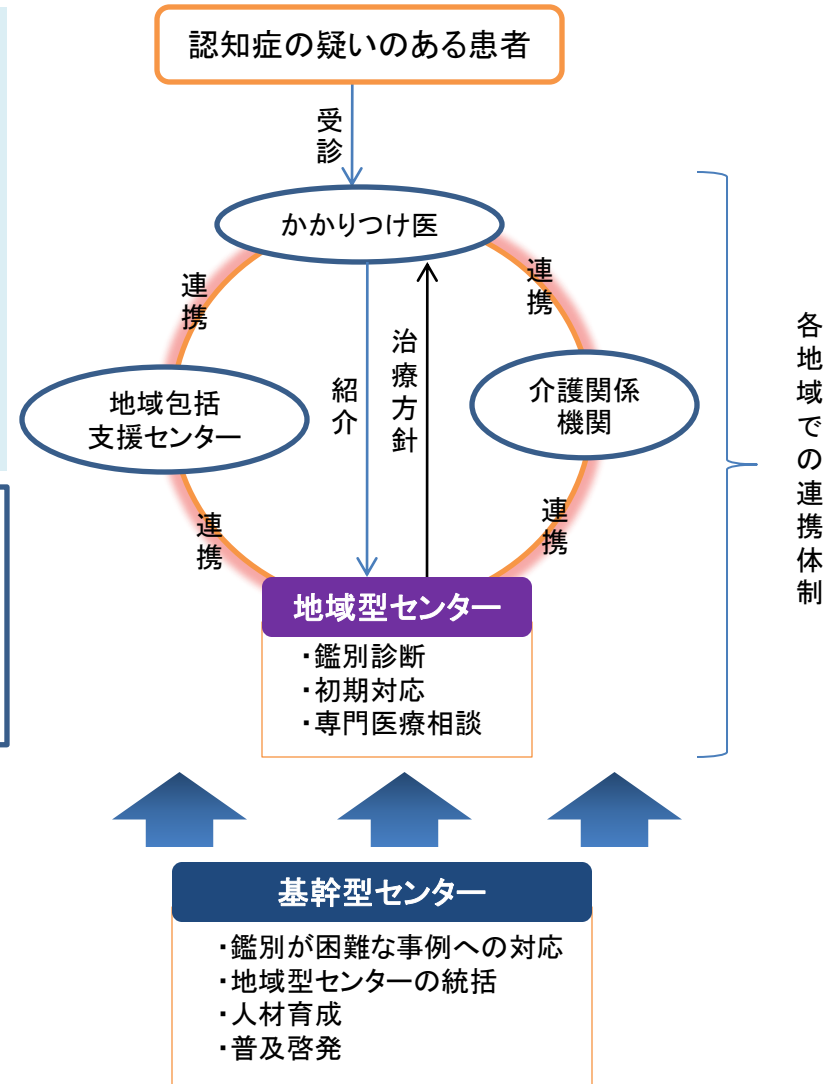 認知症の疑いのある患者
受診
かかりつけ医
連携
連携
治療方針
紹介
地域包括
支援センター
介護関係
機関
各地域での連携体制
連携
連携
地域型センター
・鑑別診断
・初期対応
・専門医療相談
基幹型センター
・鑑別が困難な事例への対応
・地域型センターの統括
・人材育成
・普及啓発